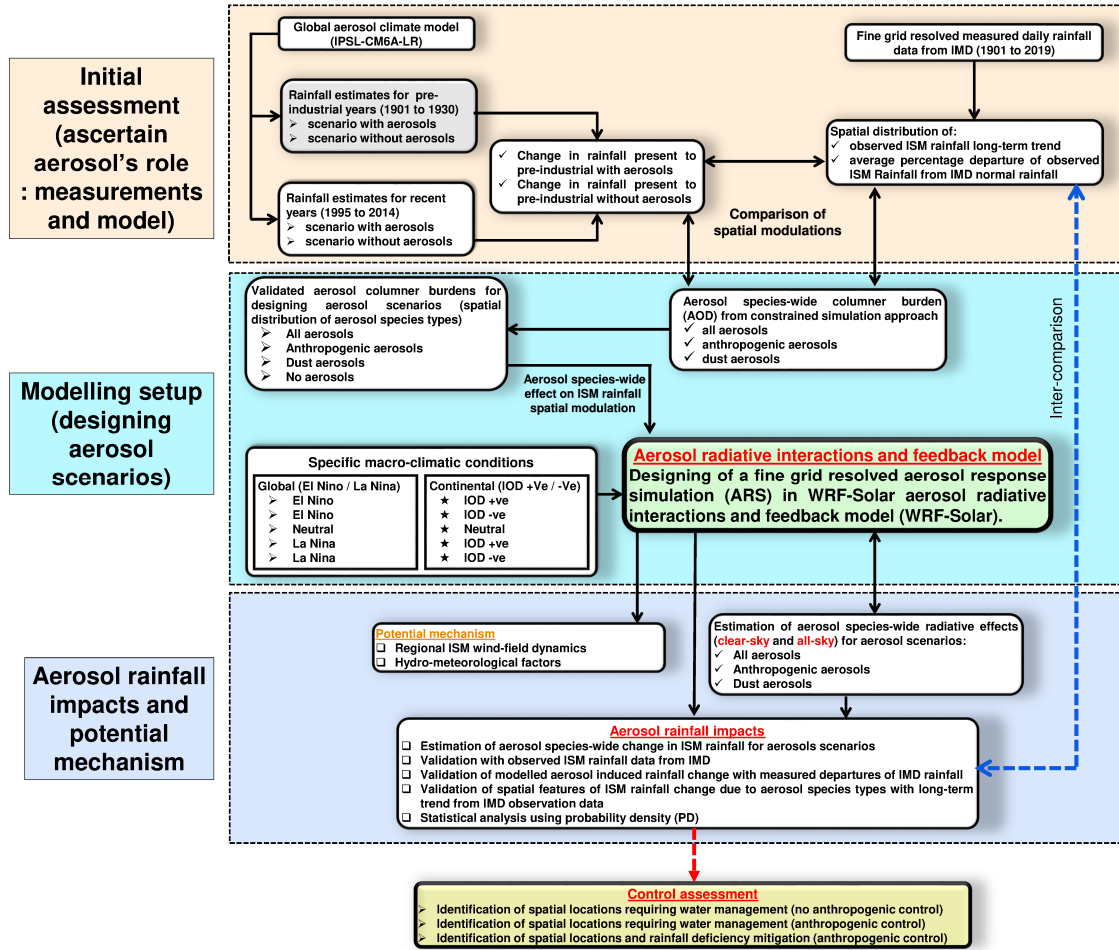 Initial
assessment
(ascertain
aerosol's role
: measurements
and model)
Global aerosol climate model
(IPSL-CM6A-LR)
Rainfall estimates for pre-
industrial years (1901 to 1930)
scenario with aerosols
scenario without aerosols
Rainfall estimates for recent
years (1995 to 2014)
scenario with aerosols
scenario without aerosols
Change in rainfall present to
pre-industrial with aerosols
Change in rainfall present to
pre-industrial without aerosols
Fine grid resolved measured daily rainfall
data from IMD (1901 to 2019)
Spatial distribution of:
observed ISM rainfall long-term trend
average percentage departure of observed
ISM Rainfall from IMD normal rainfall
Comparison of
spatial modulations
Inter-comparison
Modelling setup
(designing
aerosol
scenarios)
Validated aerosol columner burdens for
designing aerosol scenarios (spatial
distribution of aerosol species types)
All aerosols
Anthropogenic aerosols
Dust aerosols
No aerosols
Aerosol species-wide columner burden
(AOD) from constrained simulation approach
all aerosols
anthropogenic aerosols
dust aerosols
Aerosol species-wide
effect on ISM rainfall
spatial modulation
Specific macro-climatic conditions
Global (El Nino / La Nina)
El Nino
El Nino
Neutral
La Nina
La Nina
Continental (IOD +Ve / -Ve)
IOD +ve
IOD -ve
Neutral
IOD +ve
IOD -ve
Aerosol radiative interactions and feedback model
Designing of a fine grid resolved aerosol response
simulation (ARS) in WRF-Solar aerosol radiative
interactions and feedback model (WRF-Solar).
Aerosol rainfall
impacts and
potential
mechanism
Potential mechanism
Regional ISM wind-field dynamics
Hydro-meteorological factors
Estimation of aerosol species-wide radiative effects
(clear-sky and all-sky) for aerosol scenarios:
All aerosols
Anthropogenic aerosols
Dust aerosols
Aerosol rainfall impacts
Estimation of aerosol species-wide change in ISM rainfall for aerosols scenarios
Validation with observed ISM rainfall data from IMD
Validation of modelled aerosol induced rainfall change with measured departures of IMD rainfall
Validation of spatial features of ISM rainfall change due to aerosol species types with long-term
trend from IMD observation data
Statistical analysis using probability density (PD)
Control assessment
Identification of spatial locations requiring water management (no anthropogenic control)
Identification of spatial locations requiring water management (anthropogenic control)
Identification of spatial locations and rainfall deficiency mitigation (anthropogenic control)